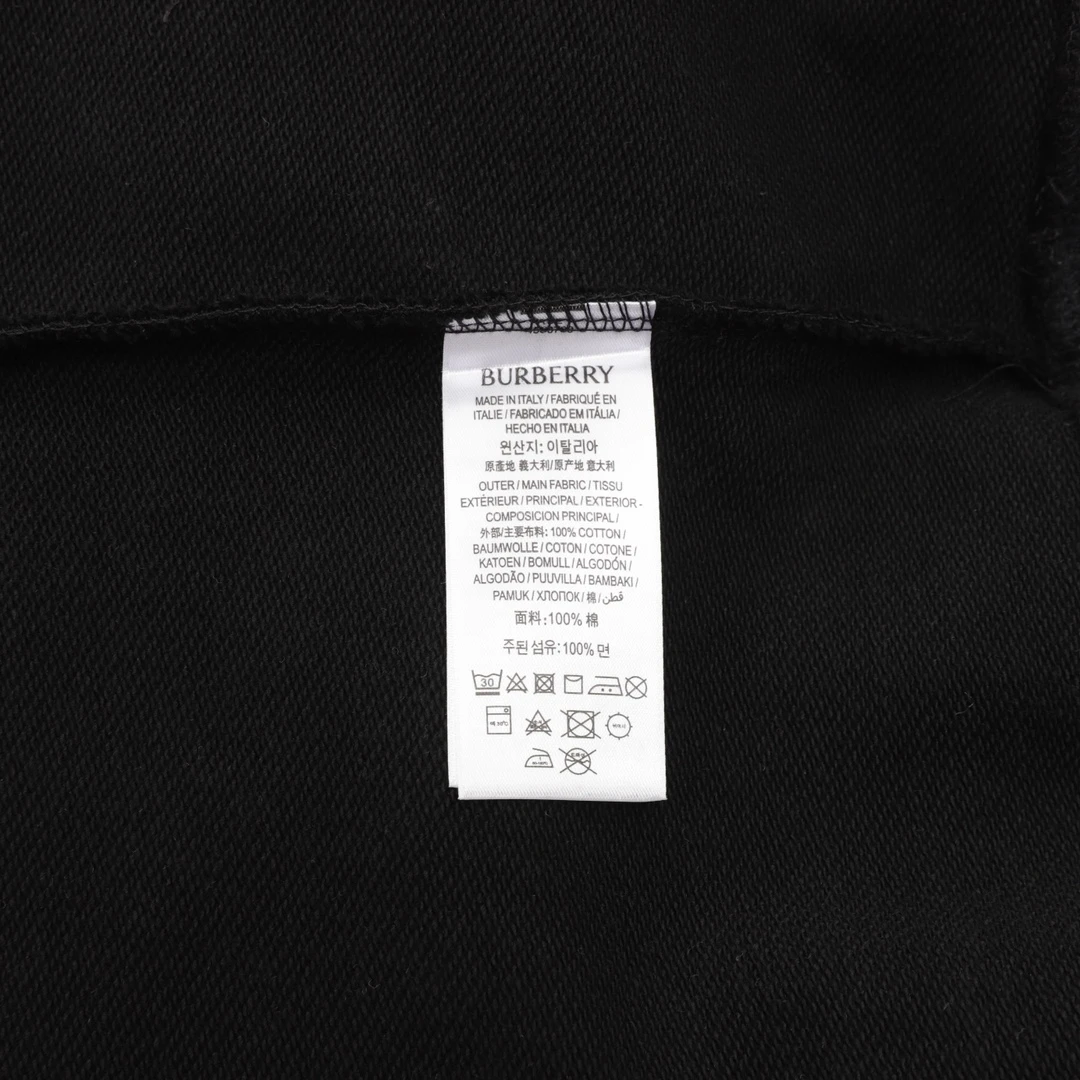 BURBERRY
MADE IN ITALY / FABRIQUÉ EN
ITALIE / FABRICADO EM ITÁLIA /
HECHO EN ITALIA
원산지: 이탈리아
原產地 義大利/原产地 意大利
OUTER / MAIN FABRIC / TISSU
EXTÉRIEUR / PRINCIPAL / EXTERIOR -
COMPOSICION PRINCIPAL /
外部/主要布料: 100% COTTON /
BAUMWOLLE / COTON / COTONE /
KATOEN / BOMULL / ALGODÓN /
ALGODÃO / PUUVILLA / BAMBAKI /
PAMUK / ХЛОПОК / 棉 / قطن
面料:100% 棉
주된 섬유:100% 면
30